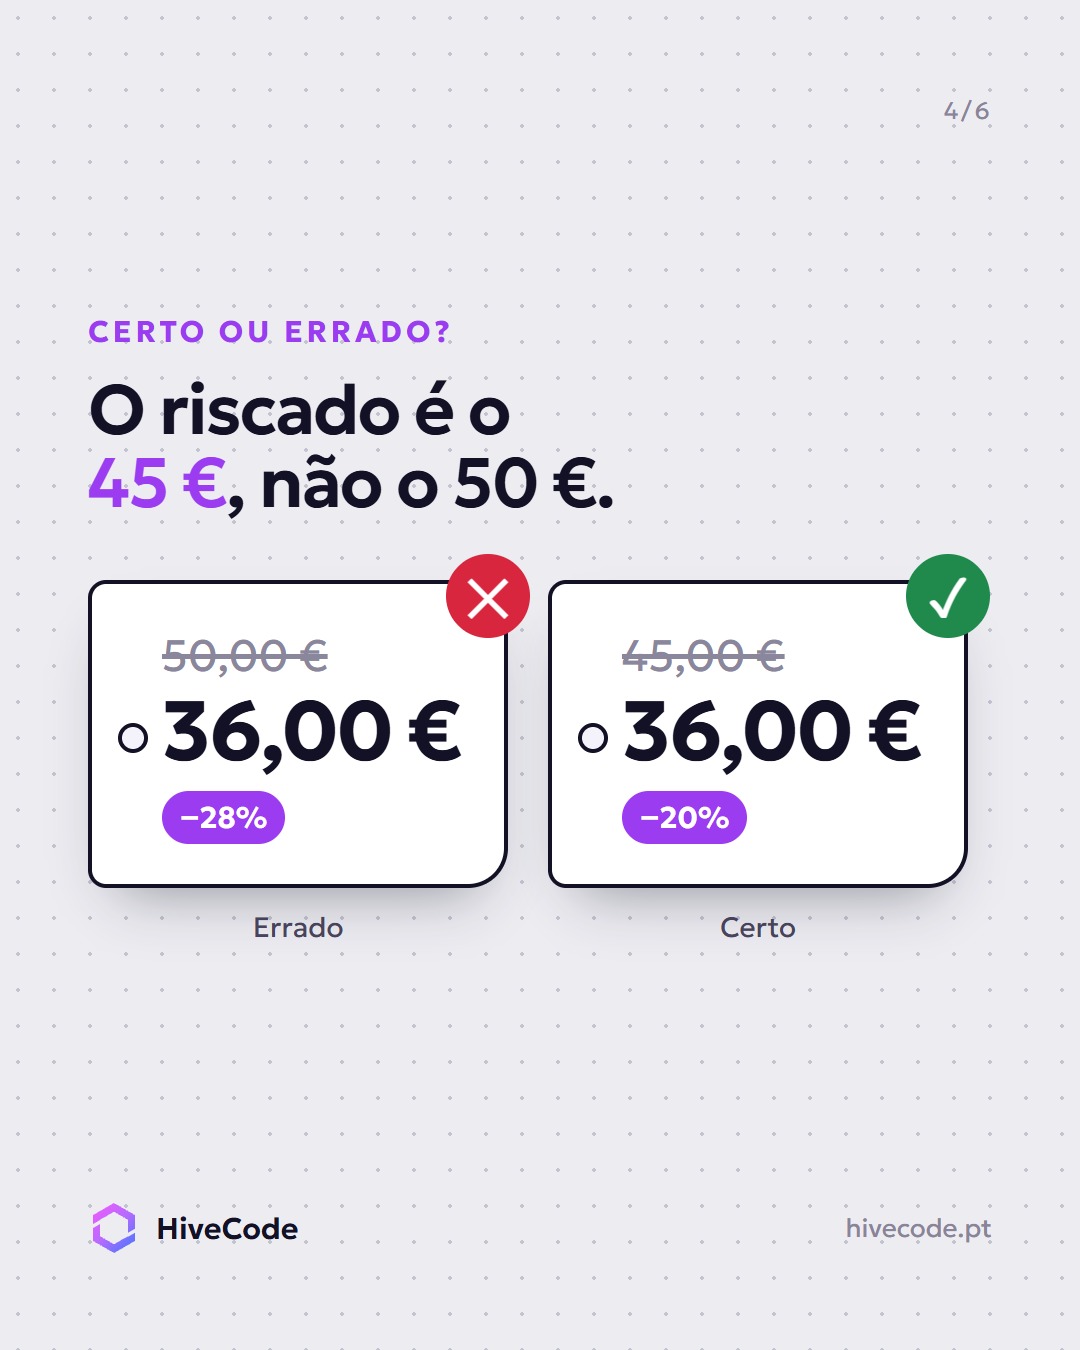 4/6
CERTO OU ERRADO?
O riscado é o
45 €, não o 50 €.
50,00 €
36,00 €
−28%
Errado
45,00 €
36,00 €
−20%
Certo
HiveCode
hivecode.pt